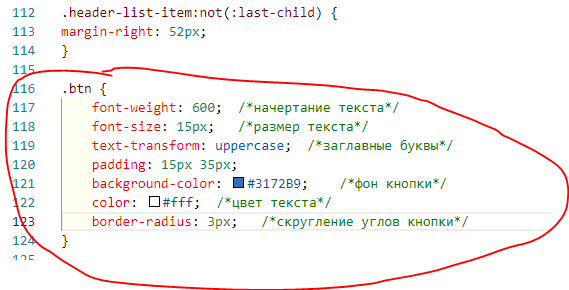 112 .header-list-item:not(:last-child) {
113 margin-right: 52px;
114 }
115
116 .btn {
117 font-weight: 600; /*начертание текста*/
118 font-size: 15px; /*размер текста*/
119 text-transform: uppercase; /*заглавные буквы*/
120 padding: 15px 35px;
121 background-color: #3172B9; /*фон кнопки*/
122 color: #fff; /*цвет текста*/
123 border-radius: 3px; /*скругление углов кнопки*/
124 }
125